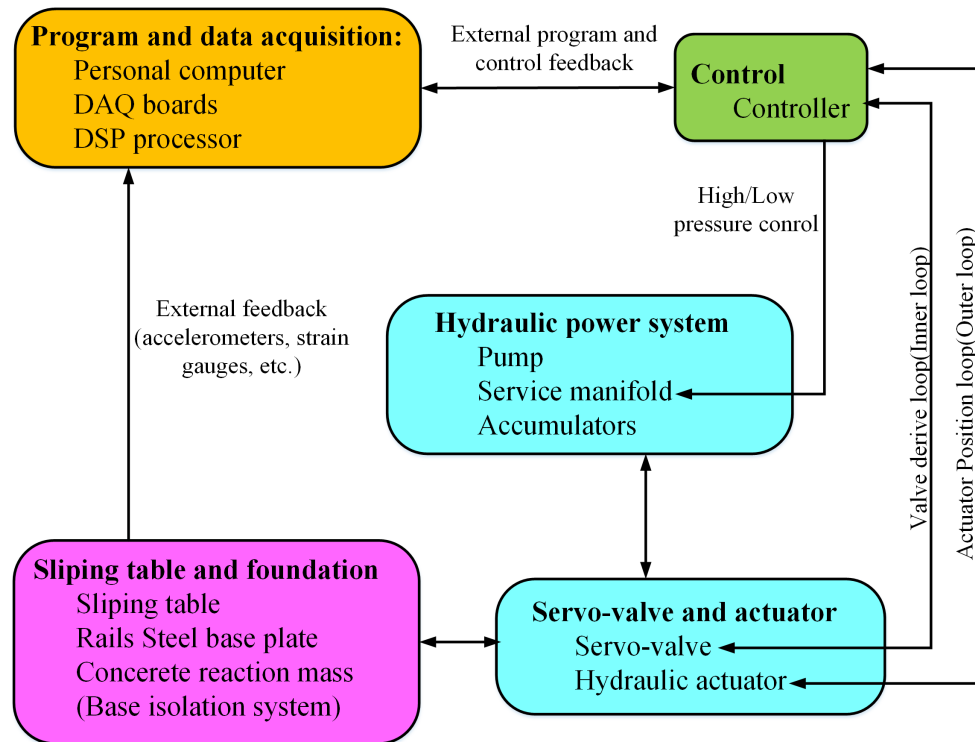 Program and data acquisition:
Personal computer
DAQ boards
DSP processor
External program and
control feedback
Control
Controller
High/Low
pressure conrol
External feedback
(accelerometers, strain
gauges, etc.)
Hydraulic power system
Pump
Service manifold
Accumulators
Valve derive loop(Inner loop)
Actuator Position loop(Outer loop)
Sliping table and foundation
Sliping table
Rails Steel base plate
Concerete reaction mass
(Base isolation system)
Servo-valve and actuator
Servo-valve
Hydraulic actuator